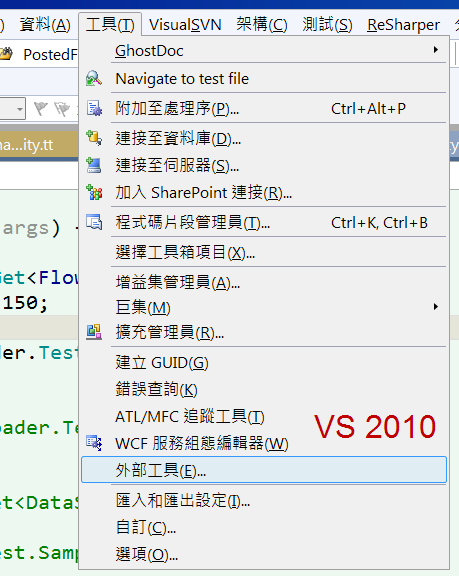 ) 資料(A) 工具(T) VisualSVN 架構(C) 測試(S) ReSharper
PostedF
GhostDoc
Navigate to test file
附加至處理序(P)... Ctrl+Alt+P
na...ity.tt
連接至資料庫(D)...
連接至伺服器(S)...
加入 SharePoint 連接(R)...
args) {
程式碼片段管理員(T)... Ctrl+K, Ctrl+B
選擇工具箱項目(X)...
Get<Flow
增益集管理員(A)...
150;
巨集(M)
擴充管理員(R)...
der.Test
建立 GUID(G)
錯誤查詢(K)
ATL/MFC 追蹤工具(T)
oader.Te
VS 2010
WCF 服務組態編輯器(W)
外部工具(E)...
et<DataS
匯入和匯出設定(I)...
自訂(C)...
est.Samp
選項(O)...